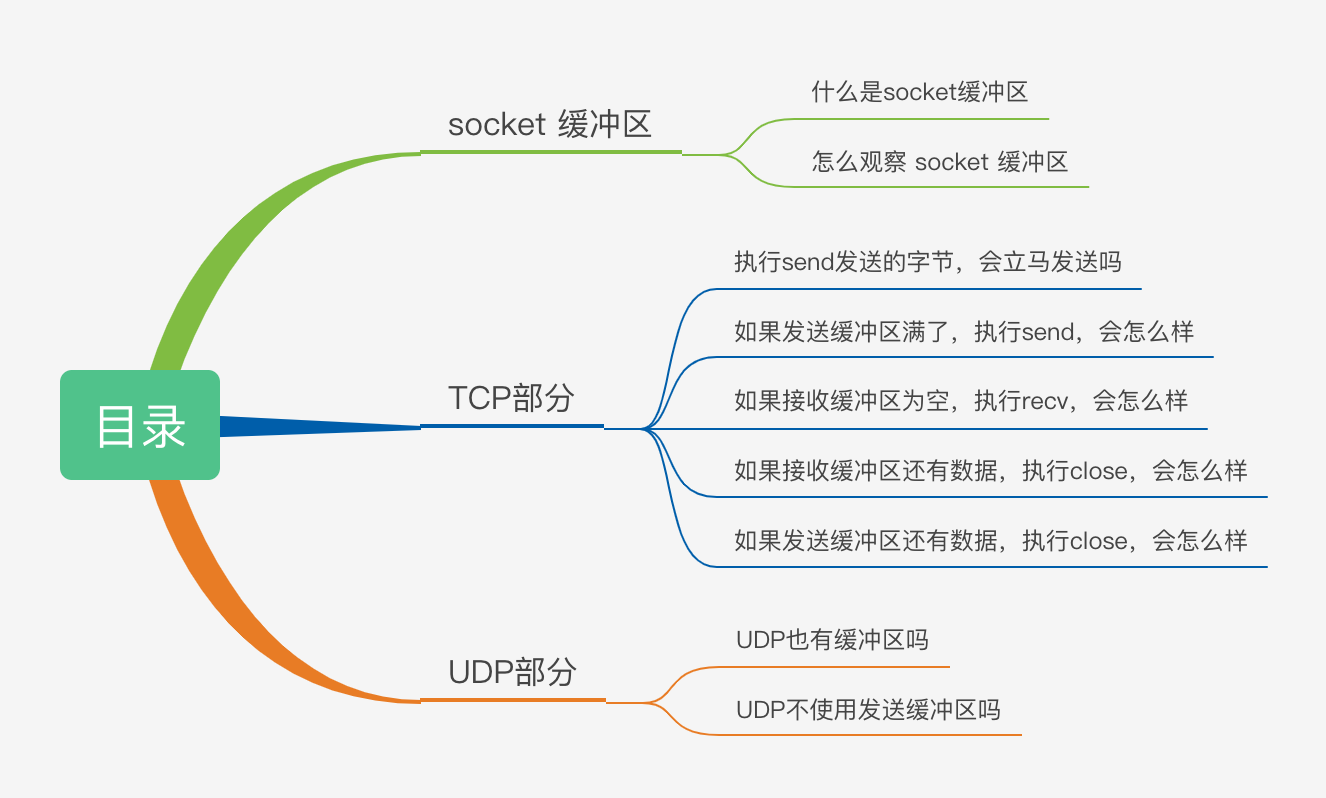 目录
socket 缓冲区
什么是socket缓冲区
怎么观察 socket 缓冲区
TCP部分
执行send发送的字节，会立马发送吗
如果发送缓冲区满了，执行send，会怎么样
如果接收缓冲区为空，执行recv，会怎么样
如果接收缓冲区还有数据，执行close，会怎么样
如果发送缓冲区还有数据，执行close，会怎么样
UDP部分
UDP也有缓冲区吗
UDP不使用发送缓冲区吗